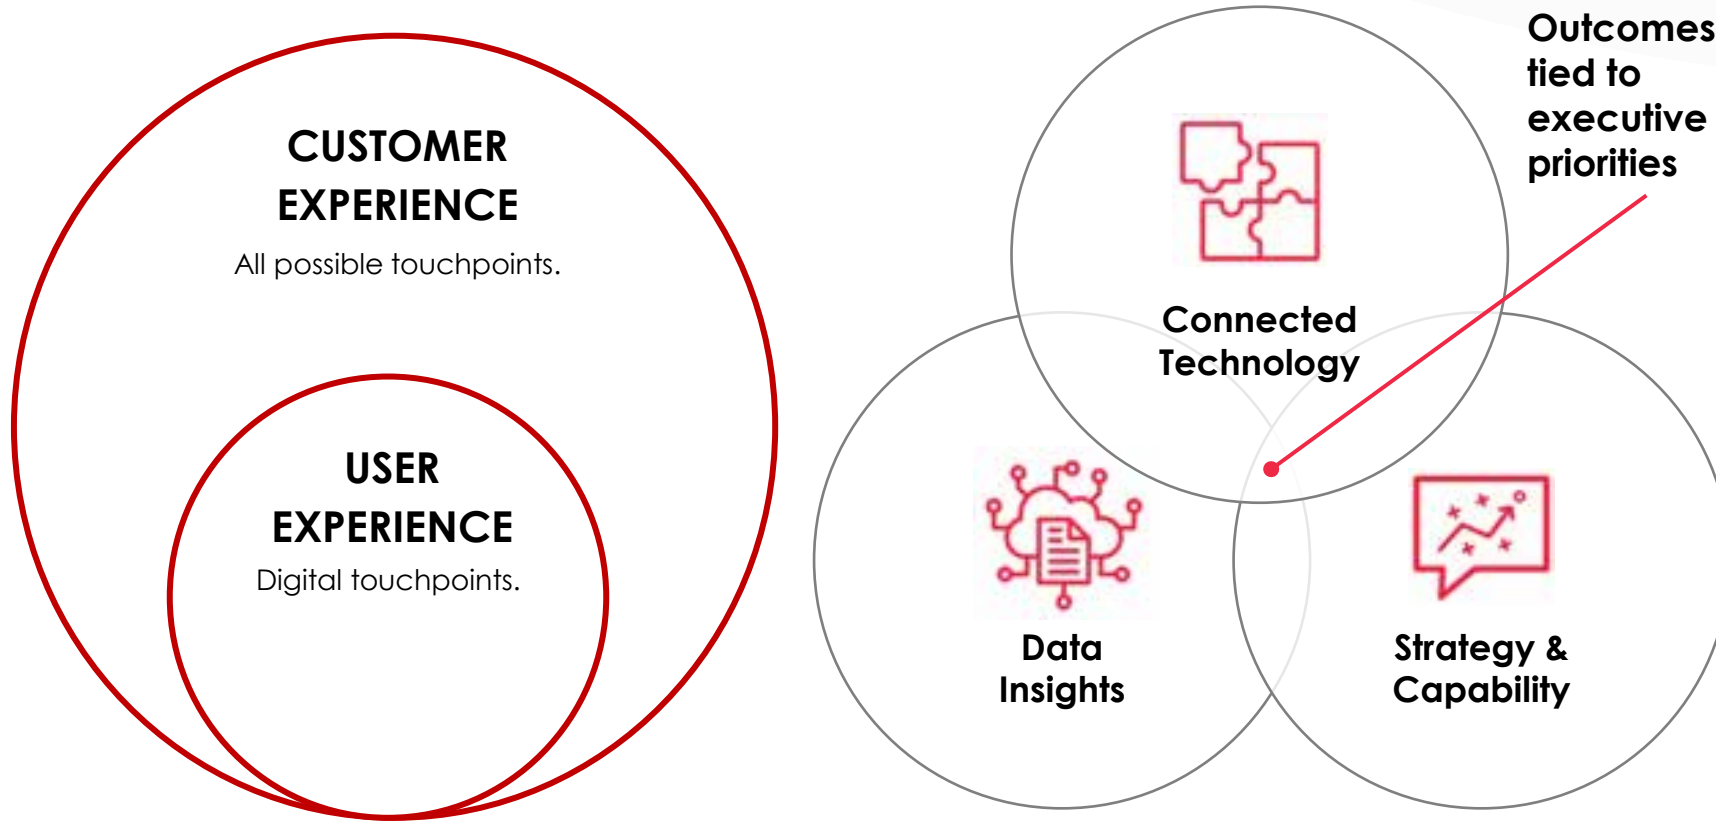 CUSTOMER
EXPERIENCE
All possible touchpoints.
USER
EXPERIENCE
Digital touchpoints.
Outcomes
tied to
executive
priorities
Connected
Technology
Data
Insights
Strategy &
Capability